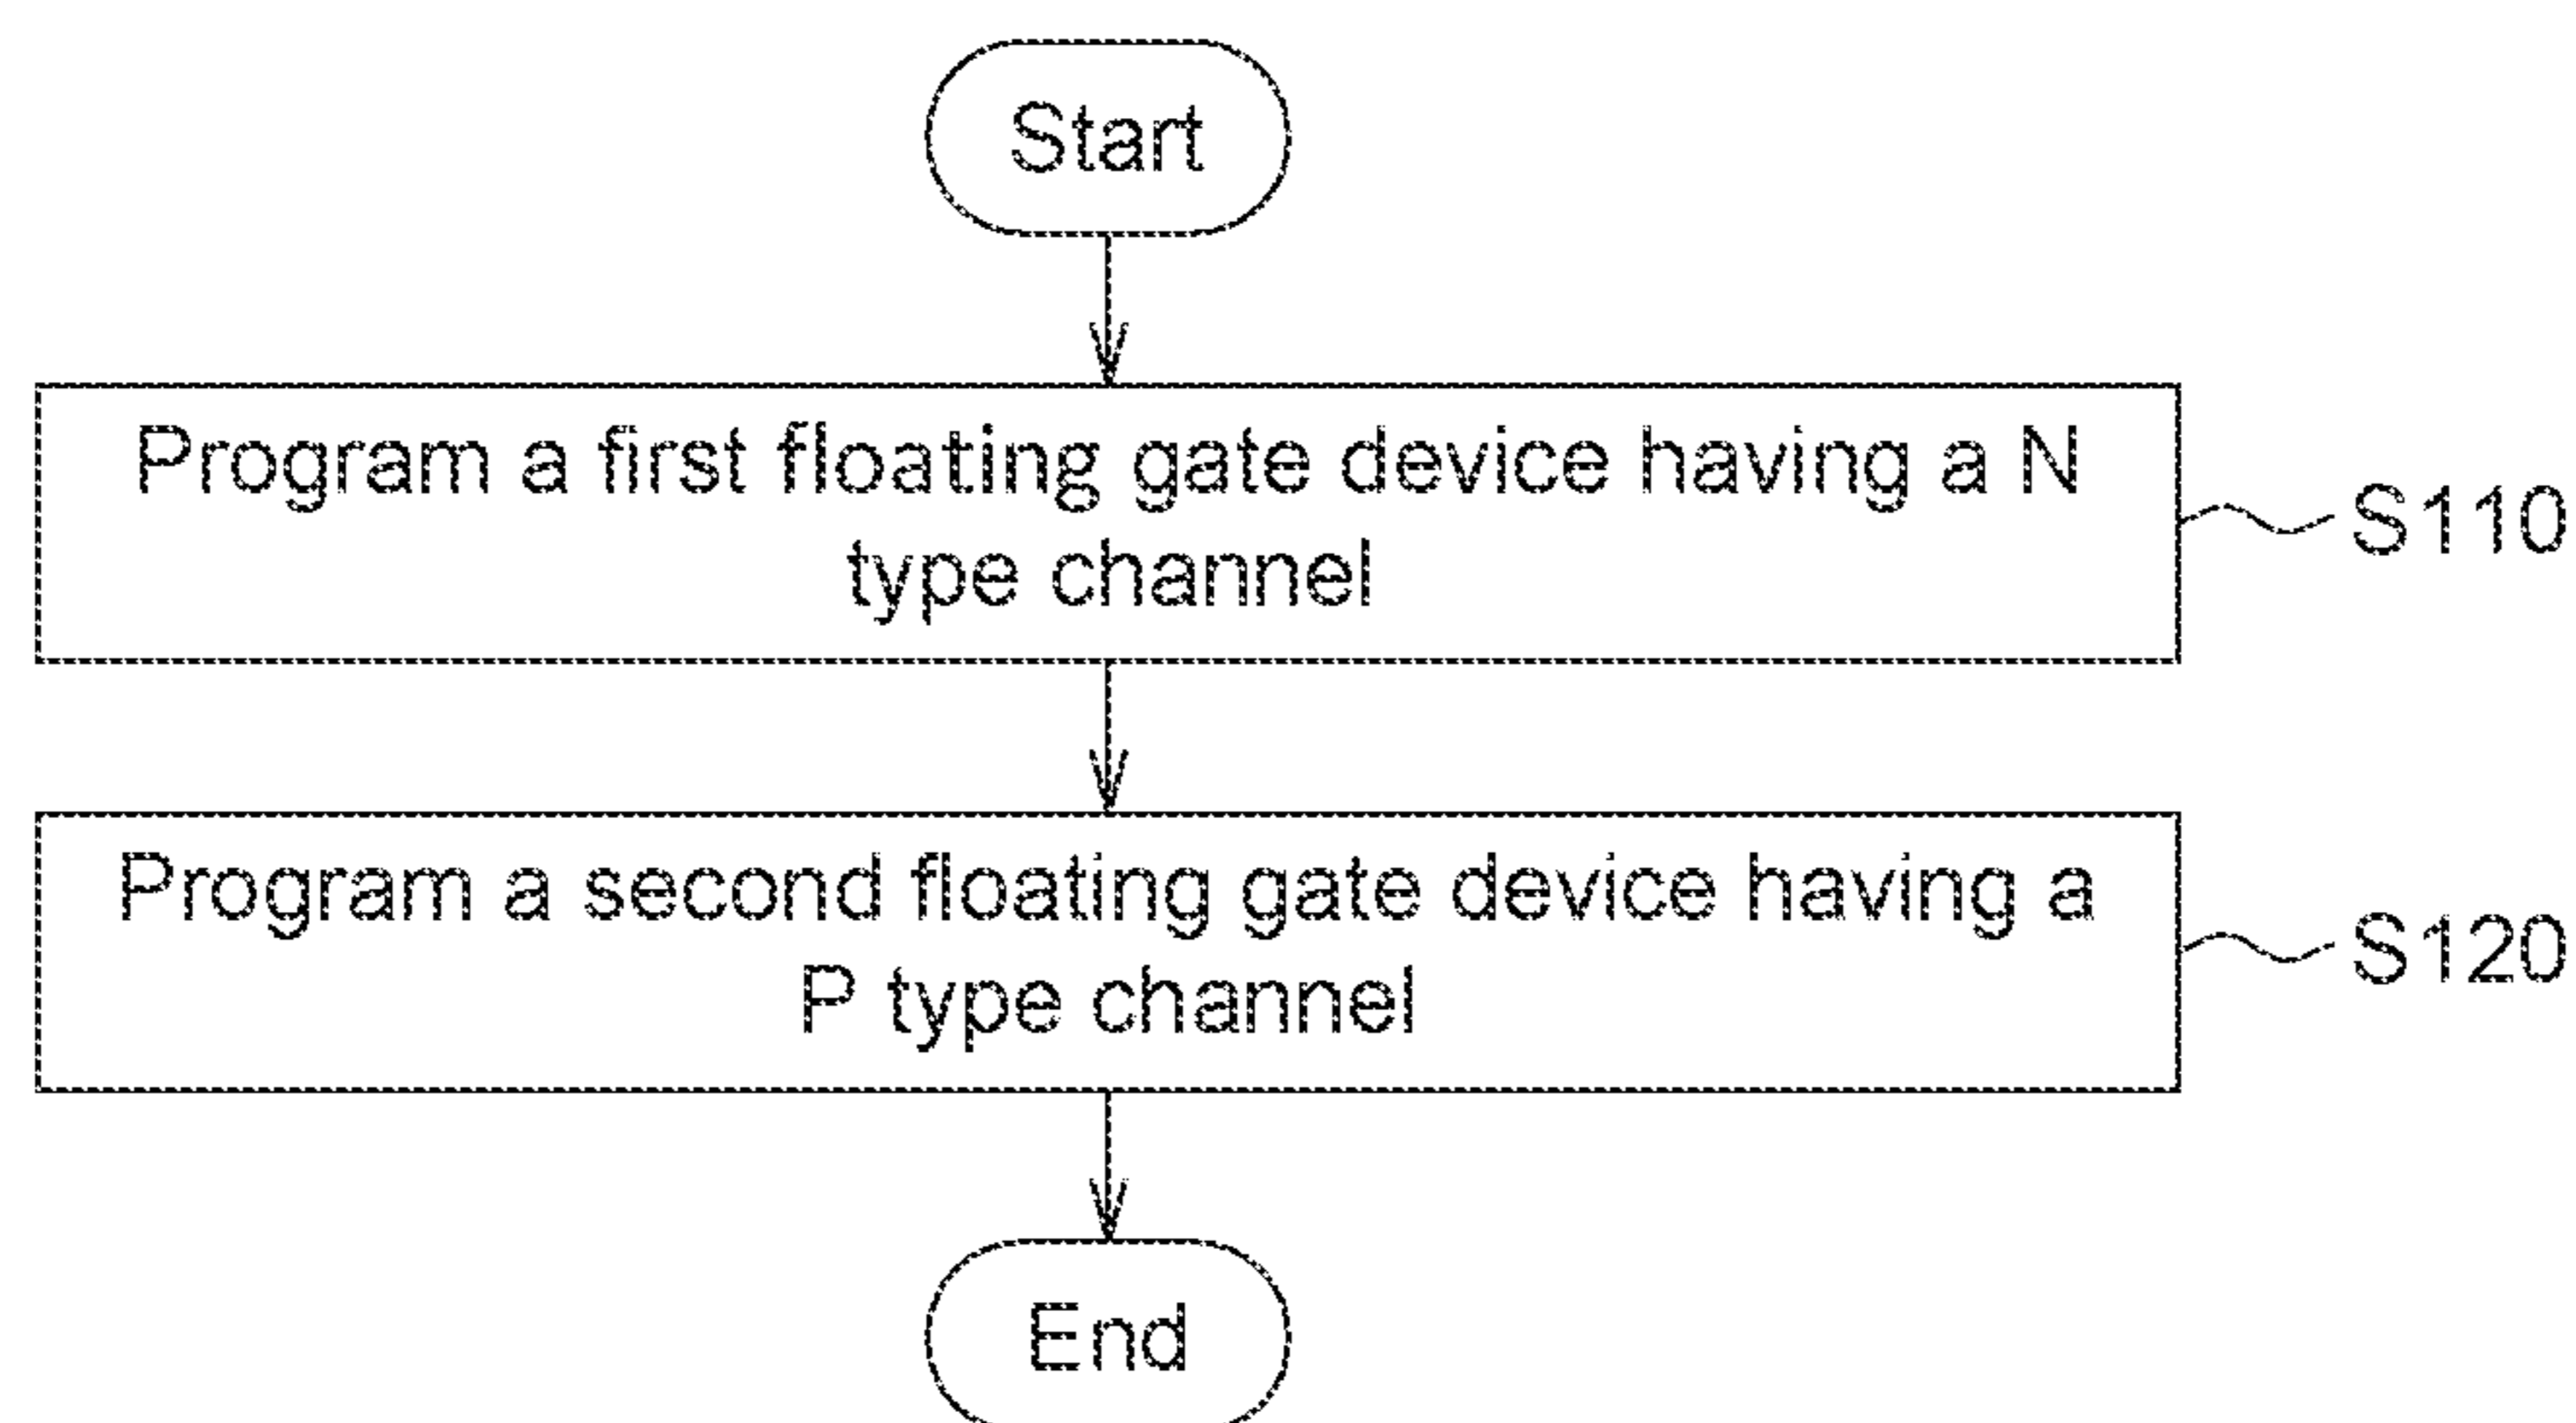 Start
Program a first floating gate device having a N
type channel
S110
Program a second floating gate device having a
P type channel
S120
End